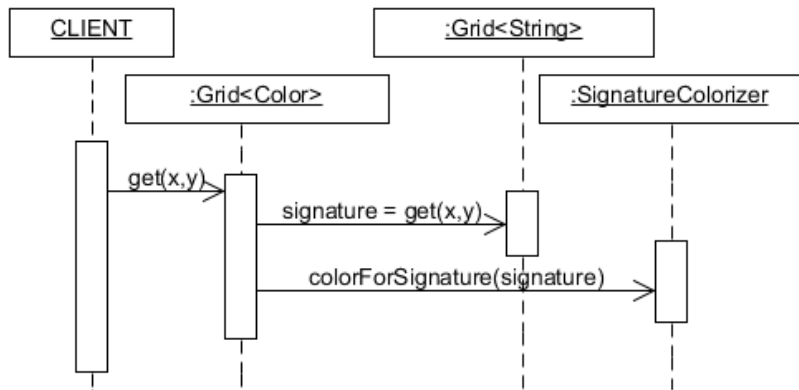 CLIENT
:Grid<String>
:Grid<Color>
:SignatureColorizer
get(x,y)
signature = get(x,y)
colorForSignature(signature)